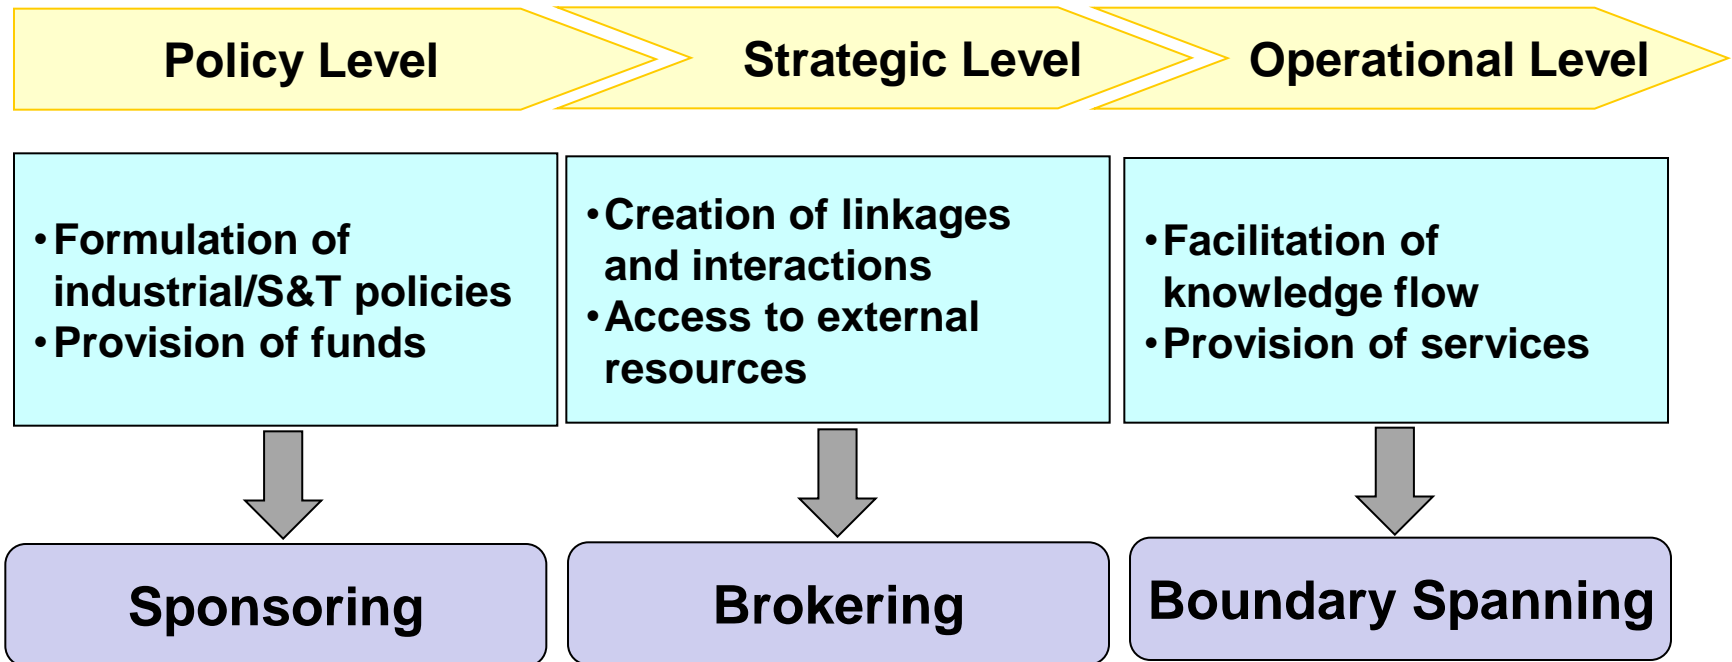 Policy Level
Strategic Level
Operational Level
•Formulation of
industrial/S&T policies
•Provision of funds
•Creation of linkages
and interactions
•Access to external
resources
•Facilitation of
knowledge flow
•Provision of services
Sponsoring
Brokering
Boundary Spanning